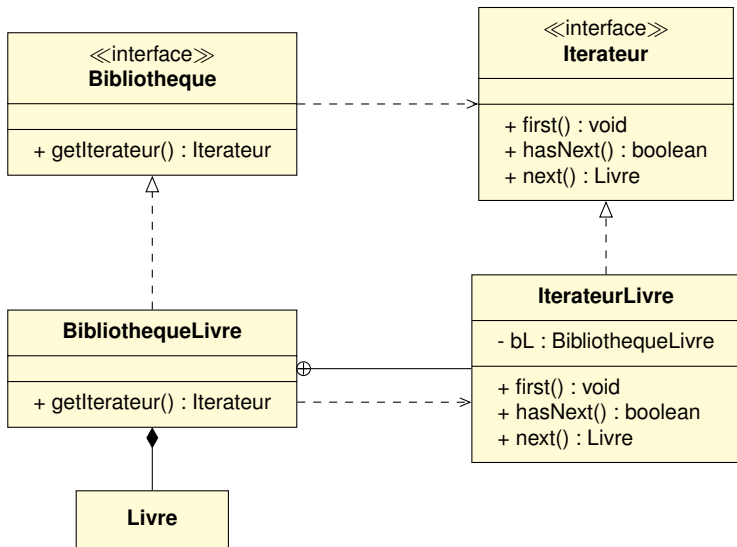 ≪interface≫
Bibliotheque
+ getIterateur() : Iterateur
≪interface≫
Iterateur
+ first() : void
+ hasNext() : boolean
+ next() : Livre
BibliothequeLivre
+ getIterateur() : Iterateur
IterateurLivre
- bL : BibliothequeLivre
+ first() : void
+ hasNext() : boolean
+ next() : Livre
Livre